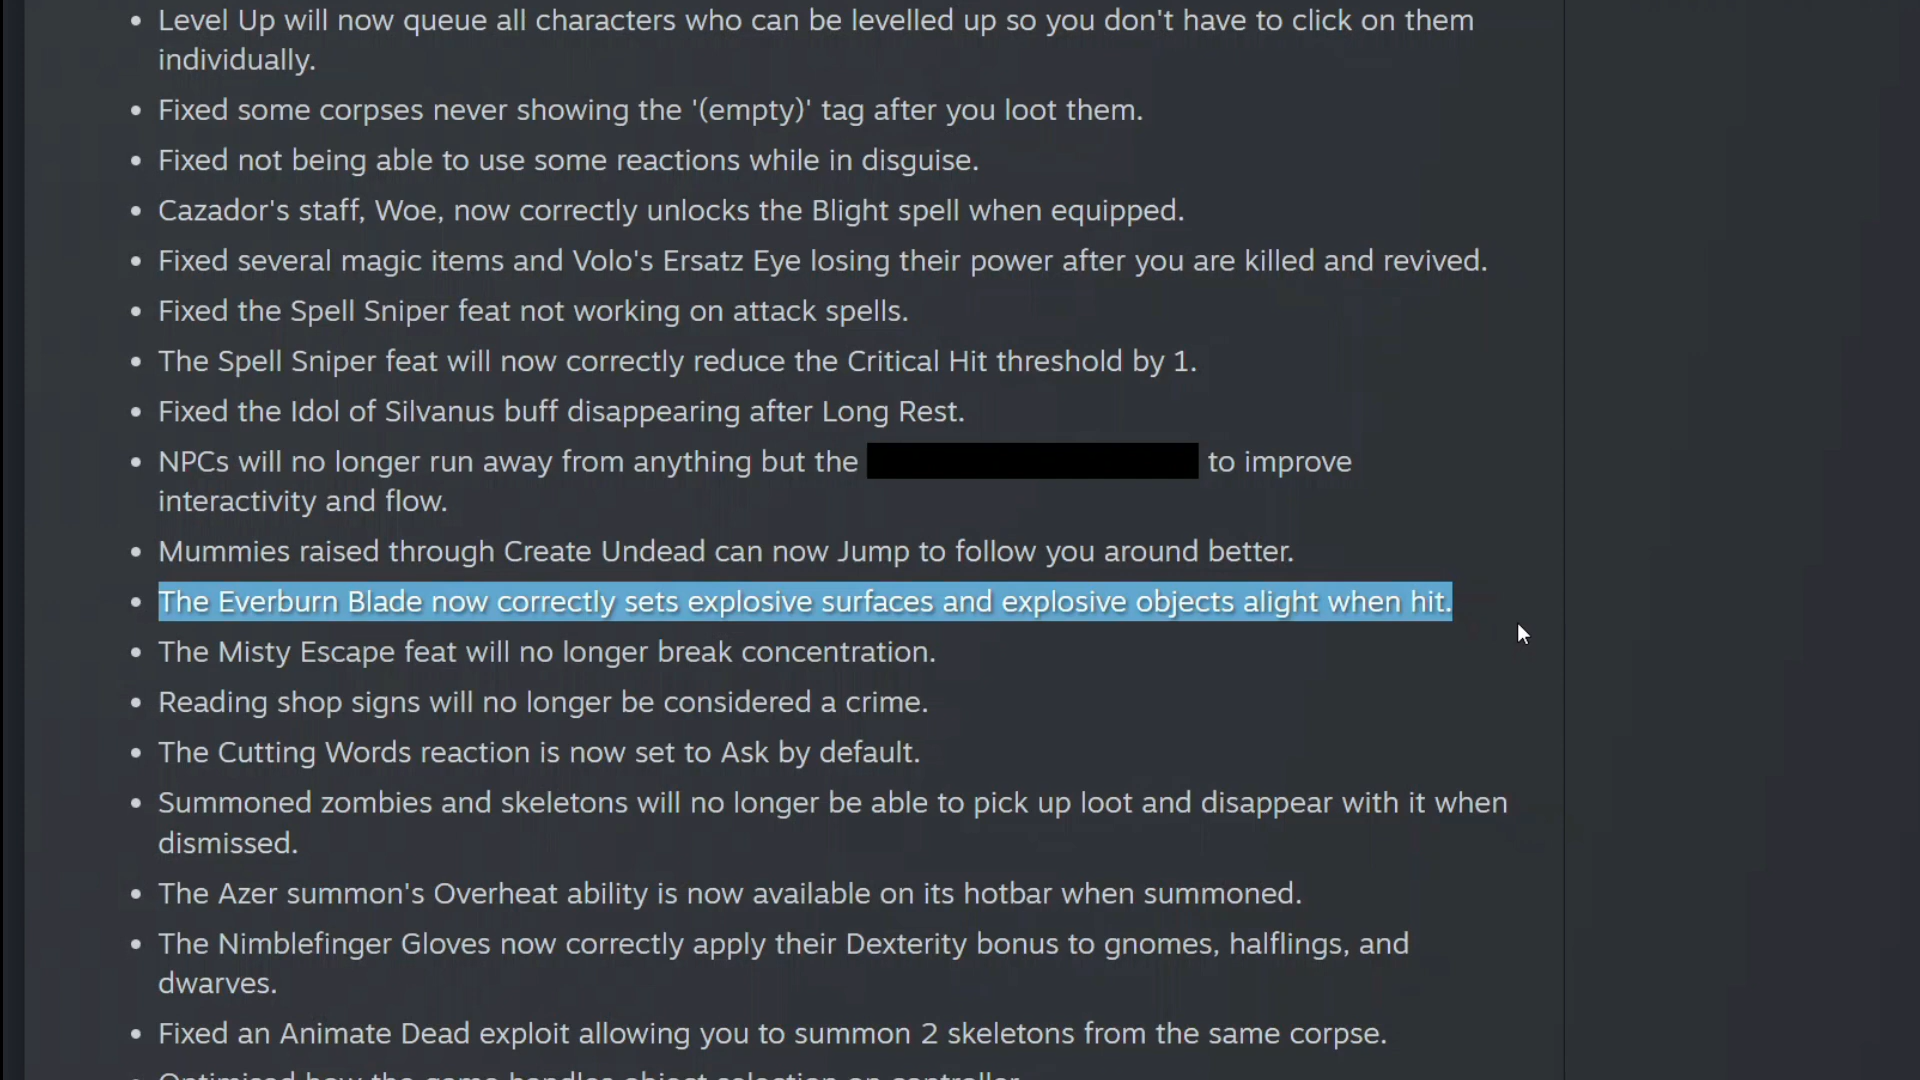 • Level Up will now queue all characters who can be levelled up so you don't have to click on them
individually.
• Fixed some corpses never showing the '(empty)' tag after you loot them.
• Fixed not being able to use some reactions while in disguise.
• Cazador's staff, Woe, now correctly unlocks the Blight spell when equipped.
• Fixed several magic items and Volo's Ersatz Eye losing their power after you are killed and revived.
• Fixed the Spell Sniper feat not working on attack spells.
• The Spell Sniper feat will now correctly reduce the Critical Hit threshold by 1.
• Fixed the Idol of Silvanus buff disappearing after Long Rest.
• NPCs will no longer run away from anything but the to improve
interactivity and flow.
• Mummies raised through Create Undead can now Jump to follow you around better.
• The Everburn Blade now correctly sets explosive surfaces and explosive objects alight when hit.
• The Misty Escape feat will no longer break concentration.
• Reading shop signs will no longer be considered a crime.
• The Cutting Words reaction is now set to Ask by default.
• Summoned zombies and skeletons will no longer be able to pick up loot and disappear with it when
dismissed.
• The Azer summon's Overheat ability is now available on its hotbar when summoned.
• The Nimblefinger Gloves now correctly apply their Dexterity bonus to gnomes, halflings, and
dwarves.
• Fixed an Animate Dead exploit allowing you to summon 2 skeletons from the same corpse.
• Optimised how the game handles object selection on controller.